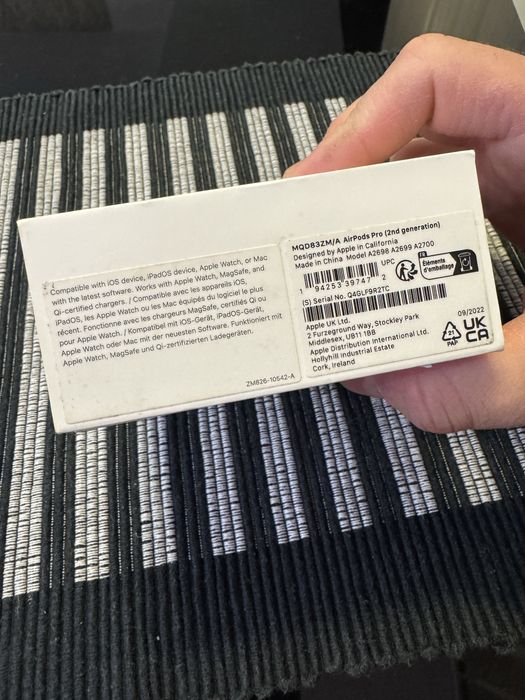 Compatible with iOS device, iPadOS device, Apple Watch, or Mac
with the latest software. Works with Apple Watch, MagSafe, and
Qi-certified chargers. / Compatible avec les appareils iOS,
iPadOS, les Apple Watch ou les Mac équipés du logiciel le plus
récent. Fonctionne avec les chargeurs MagSafe, certifiés Qi ou
pour Apple Watch. / Kompatibel mit iOS-Gerät, iPadOS-Gerät,
Apple Watch oder Mac mit der neuesten Software. Funktioniert mit
Apple Watch, MagSafe und Qi-zertifizierten Ladegeräten.
ZM826-10542-A
MQD83ZM/A AirPods Pro (2nd generation)
Designed by Apple in California
Made in China Model A2698 A2699 A2700
UPC
1 94253 39747 2
FR
Éléments
d'emballage
(S) Serial No. Q4GLF9R2TC
Apple UK Ltd.
2 Furzeground Way, Stockley Park
Middlesex, UB11 1BB
Apple Distribution International Ltd.
Hollyhill Industrial Estate
Cork, Ireland
09/2022
21
PAP
UK
CA